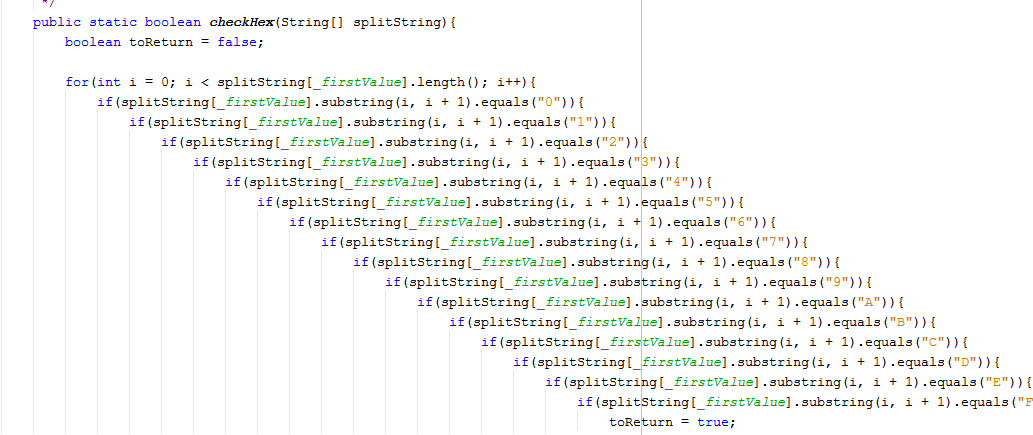 */
public static boolean checkHex(String[] splitString){
boolean toReturn = false;
for(int i = 0; i < splitString[_firstValue].length(); i++){
if(splitString[_firstValue].substring(i, i + 1).equals("0")){
if(splitString[_firstValue].substring(i, i + 1).equals("1")){
if(splitString[_firstValue].substring(i, i + 1).equals("2")){
if(splitString[_firstValue].substring(i, i + 1).equals("3")){
if(splitString[_firstValue].substring(i, i + 1).equals("4")){
if(splitString[_firstValue].substring(i, i + 1).equals("5")){
if(splitString[_firstValue].substring(i, i + 1).equals("6")){
if(splitString[_firstValue].substring(i, i + 1).equals("7")){
if(splitString[_firstValue].substring(i, i + 1).equals("8")){
if(splitString[_firstValue].substring(i, i + 1).equals("9")){
if(splitString[_firstValue].substring(i, i + 1).equals("A")){
if(splitString[_firstValue].substring(i, i + 1).equals("B")){
if(splitString[_firstValue].substring(i, i + 1).equals("C")){
if(splitString[_firstValue].substring(i, i + 1).equals("D")){
if(splitString[_firstValue].substring(i, i + 1).equals("E")){
if(splitString[_firstValue].substring(i, i + 1).equals("F
toReturn = true;